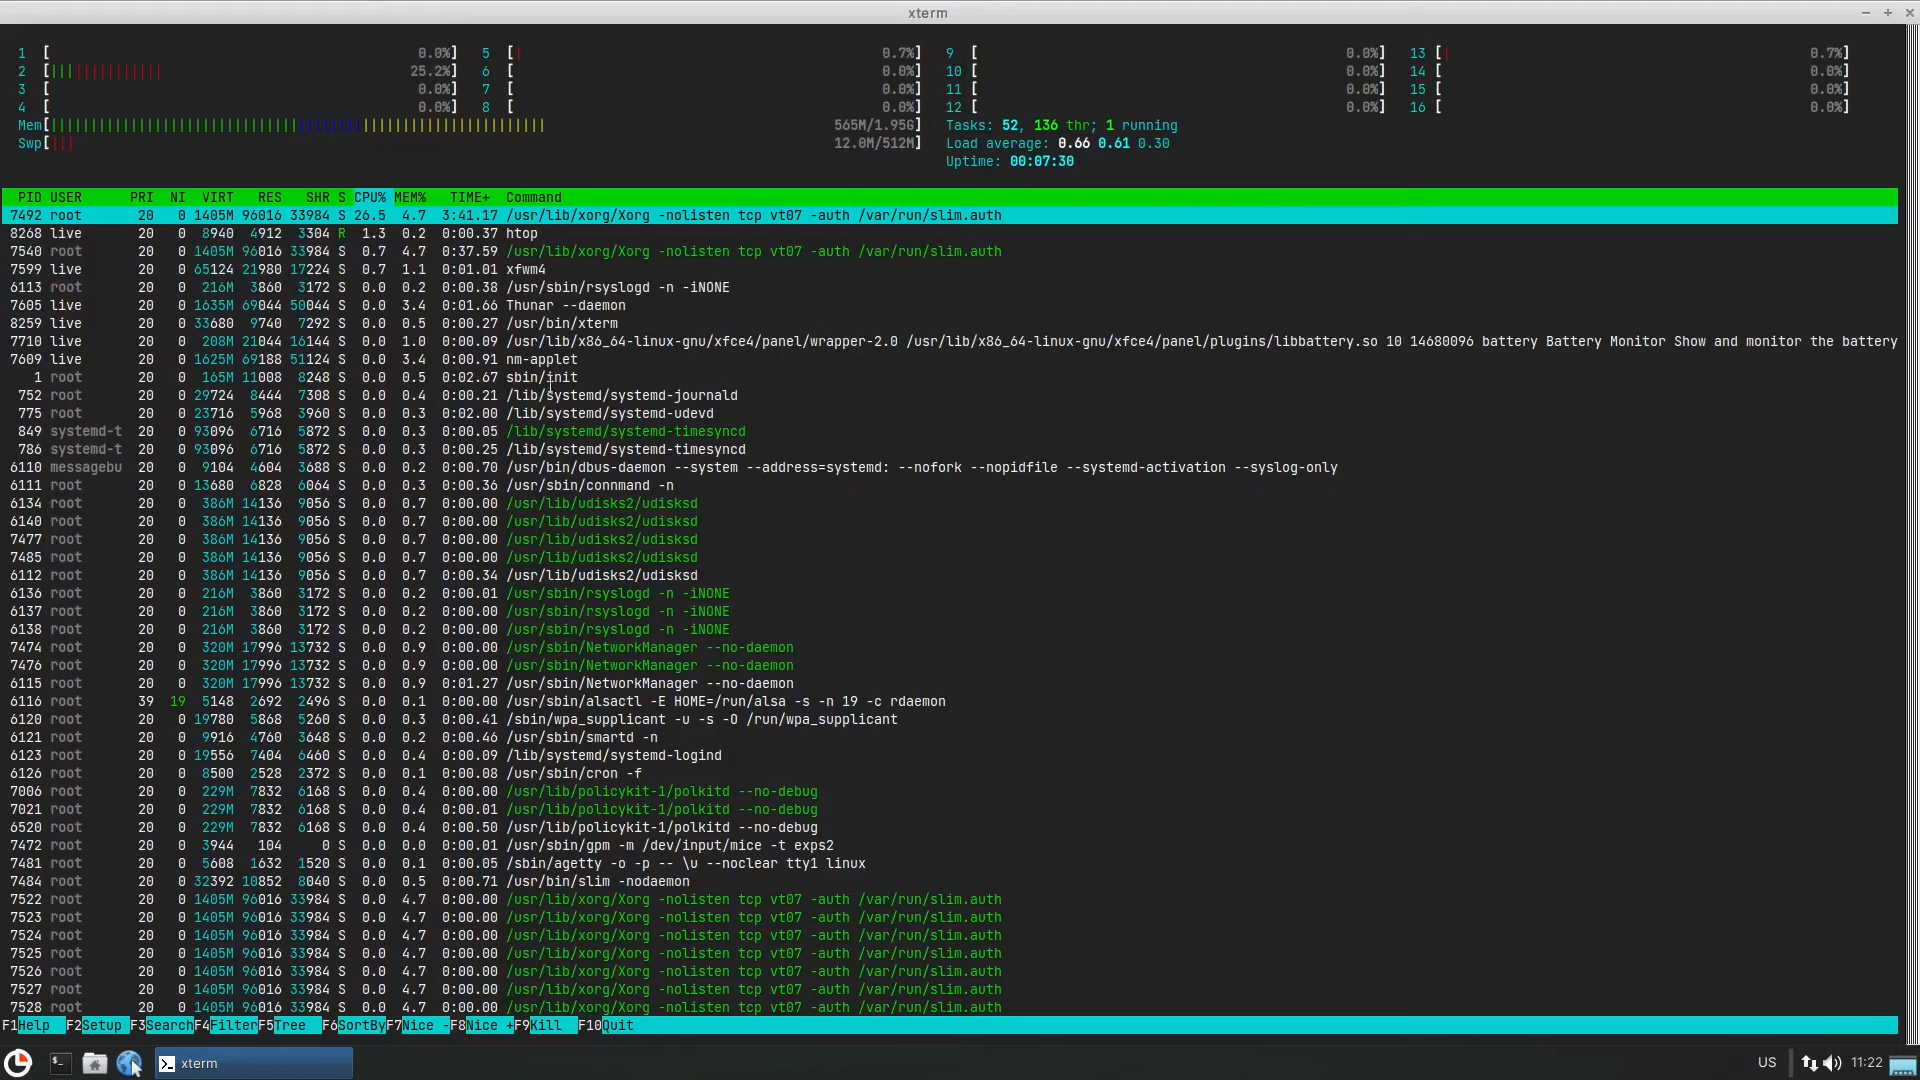 xterm
1 [ 0.0%] 5 [| 0.7%] 9 [ 0.0%] 13 [| 0.7%]
2 [|||||||||||||| 25.2%] 6 [ 0.0%] 10 [ 0.0%] 14 [ 0.0%]
3 [ 0.0%] 7 [ 0.0%] 11 [ 0.0%] 15 [ 0.0%]
4 [ 0.0%] 8 [ 0.0%] 12 [ 0.0%] 16 [ 0.0%]
Mem[ 565M/1.95G] Tasks: 52, 136 thr; 1 running
Swp[||| 12.0M/512M] Load average: 0.66 0.61 0.30
Uptime: 00:07:30
PID USER PRI NI VIRT RES SHR S CPU% MEM% TIME+ Command
7492 root 20 0 1405M 96016 33984 S 26.5 4.7 3:41.17 /usr/lib/xorg/Xorg -nolisten tcp vt07 -auth /var/run/slim.auth
8268 live 20 0 8940 4912 3304 R 1.3 0.2 0:00.37 htop
7540 root 20 0 1405M 96016 33984 S 0.7 4.7 0:37.59 /usr/lib/xorg/Xorg -nolisten tcp vt07 -auth /var/run/slim.auth
7599 live 20 0 65124 21980 17224 S 0.7 1.1 0:01.01 xfwm4
6113 root 20 0 216M 3860 3172 S 0.0 0.2 0:00.38 /usr/sbin/rsyslogd -n -iNONE
7605 live 20 0 1635M 69044 50044 S 0.0 3.4 0:01.66 Thunar --daemon
8259 live 20 0 33680 9740 7292 S 0.0 0.5 0:00.27 /usr/bin/xterm
7710 live 20 0 208M 21044 16144 S 0.0 1.0 0:00.09 /usr/lib/x86_64-linux-gnu/xfce4/panel/wrapper-2.0 /usr/lib/x86_64-linux-gnu/xfce4/panel/plugins/libbattery.so 10 14680096 battery Battery Monitor Show and monitor the battery
7609 live 20 0 1625M 69188 51124 S 0.0 3.4 0:00.91 nm-applet
1 root 20 0 165M 11008 8248 S 0.0 0.5 0:02.67 sbin/init
752 root 20 0 29724 8444 7308 S 0.0 0.4 0:00.21 /lib/systemd/systemd-journald
775 root 20 0 23716 5968 3960 S 0.0 0.3 0:02.00 /lib/systemd/systemd-udevd
849 systemd-t 20 0 93096 6716 5872 S 0.0 0.3 0:00.05 /lib/systemd/systemd-timesyncd
786 systemd-t 20 0 93096 6716 5872 S 0.0 0.3 0:00.25 /lib/systemd/systemd-timesyncd
6110 messagebu 20 0 9104 4604 3688 S 0.0 0.2 0:00.70 /usr/bin/dbus-daemon --system --address=systemd: --nofork --nopidfile --systemd-activation --syslog-only
6111 root 20 0 13680 6828 6064 S 0.0 0.3 0:00.36 /usr/sbin/connmand -n
6134 root 20 0 386M 14136 9056 S 0.0 0.7 0:00.00 /usr/lib/udisks2/udisksd
6140 root 20 0 386M 14136 9056 S 0.0 0.7 0:00.00 /usr/lib/udisks2/udisksd
7477 root 20 0 386M 14136 9056 S 0.0 0.7 0:00.00 /usr/lib/udisks2/udisksd
7485 root 20 0 386M 14136 9056 S 0.0 0.7 0:00.00 /usr/lib/udisks2/udisksd
6112 root 20 0 386M 14136 9056 S 0.0 0.7 0:00.34 /usr/lib/udisks2/udisksd
6136 root 20 0 216M 3860 3172 S 0.0 0.2 0:00.01 /usr/sbin/rsyslogd -n -iNONE
6137 root 20 0 216M 3860 3172 S 0.0 0.2 0:00.00 /usr/sbin/rsyslogd -n -iNONE
6138 root 20 0 216M 3860 3172 S 0.0 0.2 0:00.00 /usr/sbin/rsyslogd -n -iNONE
7474 root 20 0 320M 17996 13732 S 0.0 0.9 0:00.00 /usr/sbin/NetworkManager --no-daemon
7476 root 20 0 320M 17996 13732 S 0.0 0.9 0:00.00 /usr/sbin/NetworkManager --no-daemon
6115 root 20 0 320M 17996 13732 S 0.0 0.9 0:01.27 /usr/sbin/NetworkManager --no-daemon
6116 root 39 19 5148 2692 2496 S 0.0 0.1 0:00.00 /usr/sbin/alsactl -E HOME=/run/alsa -s -n 19 -c rdaemon
6120 root 20 0 19780 5868 5260 S 0.0 0.3 0:00.41 /sbin/wpa_supplicant -u -s -O /run/wpa_supplicant
6121 root 20 0 9916 4760 3648 S 0.0 0.2 0:00.46 /usr/sbin/smartd -n
6123 root 20 0 19556 7404 6460 S 0.0 0.4 0:00.09 /lib/systemd/systemd-logind
6126 root 20 0 8500 2528 2372 S 0.0 0.1 0:00.08 /usr/sbin/cron -f
7006 root 20 0 229M 7832 6168 S 0.0 0.4 0:00.00 /usr/lib/policykit-1/polkitd --no-debug
7021 root 20 0 229M 7832 6168 S 0.0 0.4 0:00.01 /usr/lib/policykit-1/polkitd --no-debug
6520 root 20 0 229M 7832 6168 S 0.0 0.4 0:00.50 /usr/lib/policykit-1/polkitd --no-debug
7472 root 20 0 3944 104 0 S 0.0 0.0 0:00.01 /usr/sbin/gpm -m /dev/input/mice -t exps2
7481 root 20 0 5608 1632 1520 S 0.0 0.1 0:00.05 /sbin/agetty -o -p -- \u --noclear tty1 linux
7484 root 20 0 32392 10852 8040 S 0.0 0.5 0:00.71 /usr/bin/slim -nodaemon
7522 root 20 0 1405M 96016 33984 S 0.0 4.7 0:00.00 /usr/lib/xorg/Xorg -nolisten tcp vt07 -auth /var/run/slim.auth
7523 root 20 0 1405M 96016 33984 S 0.0 4.7 0:00.00 /usr/lib/xorg/Xorg -nolisten tcp vt07 -auth /var/run/slim.auth
7524 root 20 0 1405M 96016 33984 S 0.0 4.7 0:00.00 /usr/lib/xorg/Xorg -nolisten tcp vt07 -auth /var/run/slim.auth
7525 root 20 0 1405M 96016 33984 S 0.0 4.7 0:00.00 /usr/lib/xorg/Xorg -nolisten tcp vt07 -auth /var/run/slim.auth
7526 root 20 0 1405M 96016 33984 S 0.0 4.7 0:00.00 /usr/lib/xorg/Xorg -nolisten tcp vt07 -auth /var/run/slim.auth
7527 root 20 0 1405M 96016 33984 S 0.0 4.7 0:00.00 /usr/lib/xorg/Xorg -nolisten tcp vt07 -auth /var/run/slim.auth
7528 root 20 0 1405M 96016 33984 S 0.0 4.7 0:00.00 /usr/lib/xorg/Xorg -nolisten tcp vt07 -auth /var/run/slim.auth
F1Help F2Setup F3SearchF4FilterF5Tree F6SortByF7Nice -F8Nice +F9Kill F10Quit
xterm US 11:22